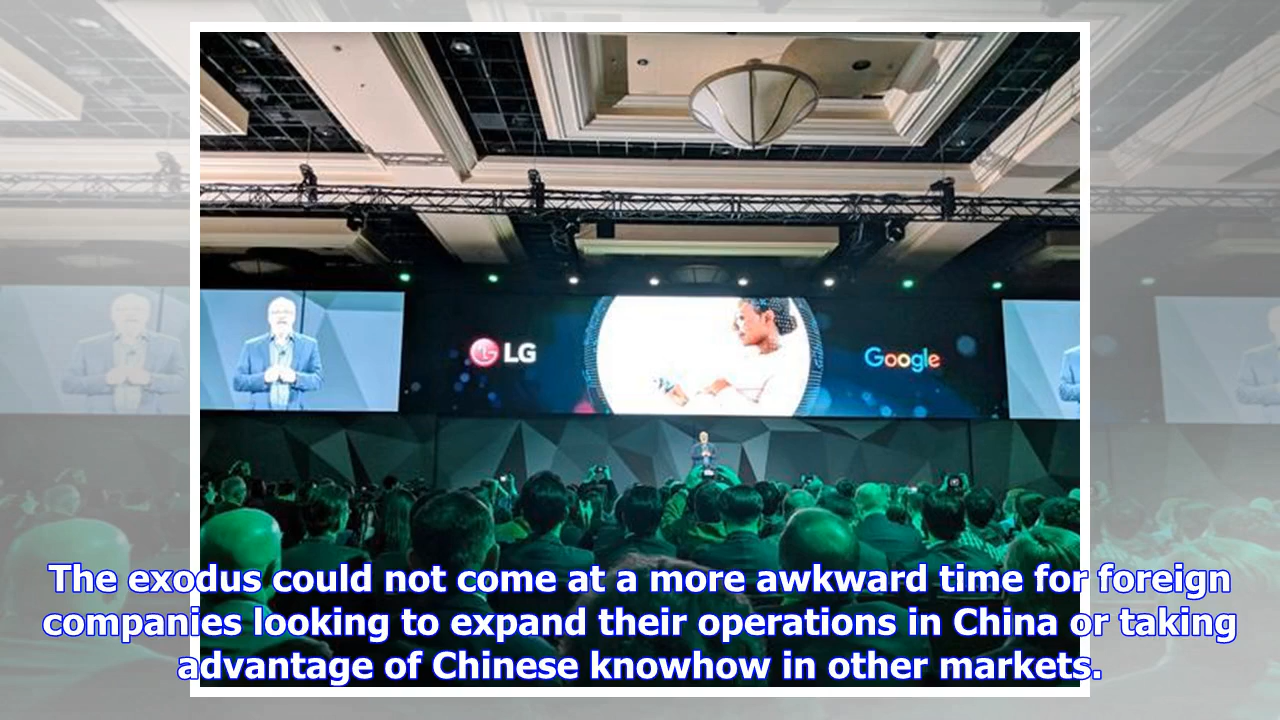 LG
Google
The exodus could not come at a more awkward time for foreign
companies looking to expand their operations in China or taking
advantage of Chinese knowhow in other markets.